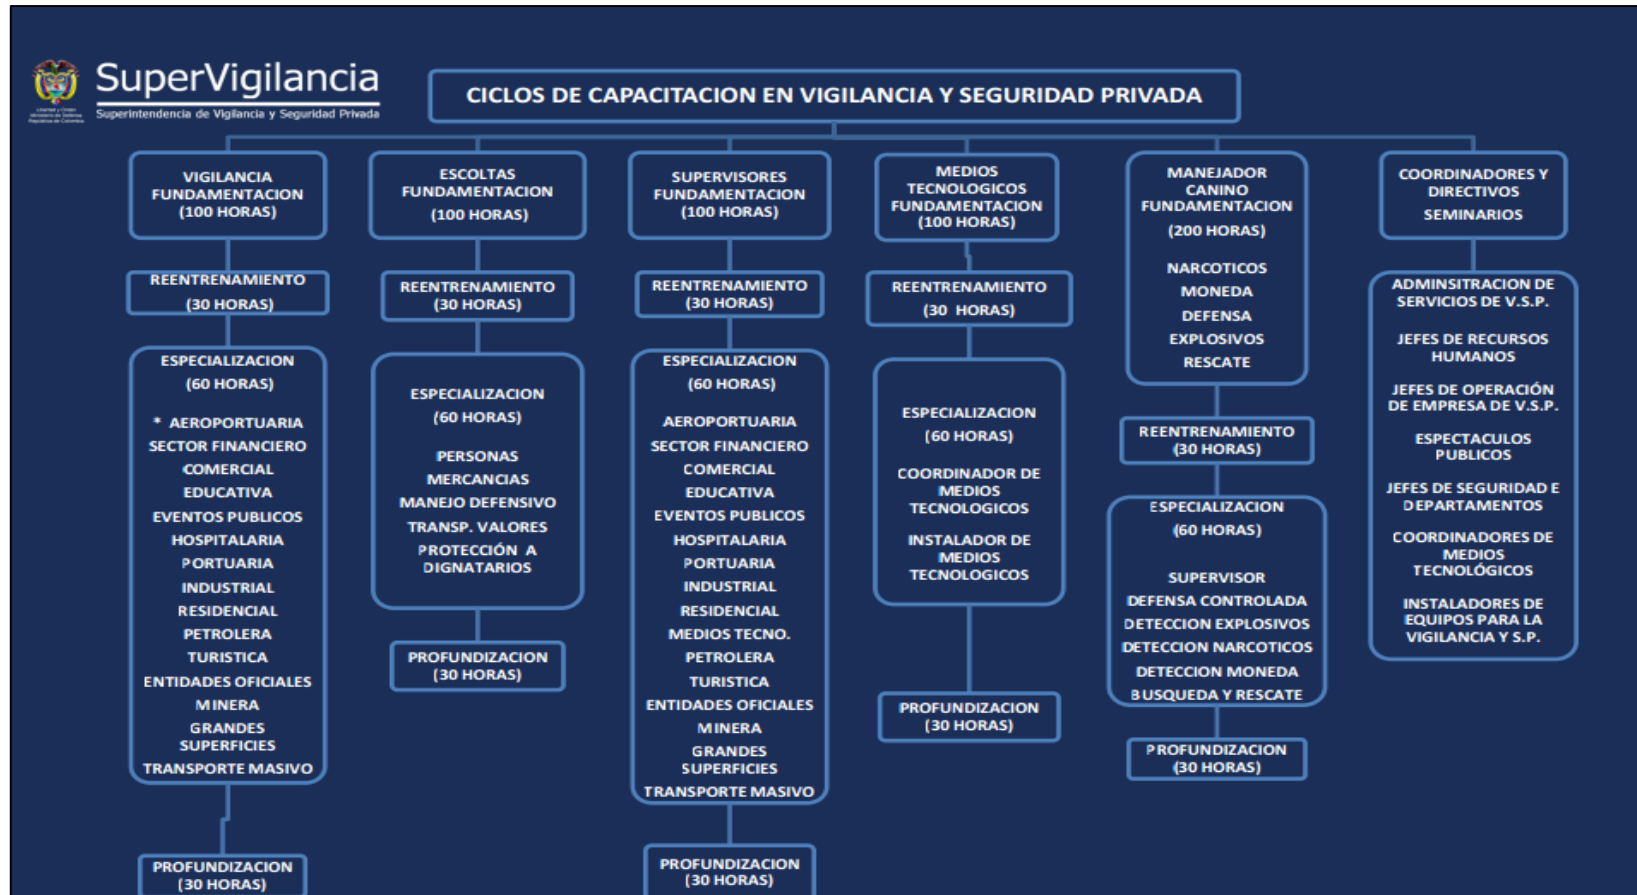 SuperVigilancia
Superintendencia de Vigilancia y Seguridad Privada
Libertad y Orden
Ministerio de Defensa
República de Colombia
CICLOS DE CAPACITACION EN VIGILANCIA Y SEGURIDAD PRIVADA
VIGILANCIA
FUNDAMENTACION
(100 HORAS)
REENTRENAMIENTO
(30 HORAS)
ESPECIALIZACION
(60 HORAS)
* AEROPORTUARIA
SECTOR FINANCIERO
COMERCIAL
EDUCATIVA
EVENTOS PUBLICOS
HOSPITALARIA
PORTUARIA
INDUSTRIAL
RESIDENCIAL
PETROLERA
TURISTICA
ENTIDADES OFICIALES
MINERA
GRANDES
SUPERFICIES
TRANSPORTE MASIVO
PROFUNDIZACION
(30 HORAS)
ESCOLTAS
FUNDAMENTACION
(100 HORAS)
REENTRENAMIENTO
(30 HORAS)
ESPECIALIZACION
(60 HORAS)
PERSONAS
MERCANCIAS
MANEJO DEFENSIVO
TRANSP. VALORES
PROTECCIÓN A
DIGNATARIOS
PROFUNDIZACION
(30 HORAS)
SUPERVISORES
FUNDAMENTACION
(100 HORAS)
REENTRENAMIENTO
(30 HORAS)
ESPECIALIZACION
(60 HORAS)
AEROPORTUARIA
SECTOR FINANCIERO
COMERCIAL
EDUCATIVA
EVENTOS PUBLICOS
HOSPITALARIA
PORTUARIA
INDUSTRIAL
RESIDENCIAL
MEDIOS TECNO.
PETROLERA
TURISTICA
ENTIDADES OFICIALES
MINERA
GRANDES
SUPERFICIES
TRANSPORTE MASIVO
PROFUNDIZACION
(30 HORAS)
MEDIOS
TECNOLOGICOS
FUNDAMENTACION
(100 HORAS)
REENTRENAMIENTO
(30 HORAS)
ESPECIALIZACION
(60 HORAS)
COORDINADOR DE
MEDIOS
TECNOLOGICOS
INSTALADOR DE
MEDIOS
TECNOLOGICOS
PROFUNDIZACION
(30 HORAS)
MANEJADOR
CANINO
FUNDAMENTACION
(200 HORAS)
NARCOTICOS
MONEDA
DEFENSA
EXPLOSIVOS
RESCATE
REENTRENAMIENTO
(30 HORAS)
ESPECIALIZACION
(60 HORAS)
SUPERVISOR
DEFENSA CONTROLADA
DETECCION EXPLOSIVOS
DETECCION NARCOTICOS
DETECCION MONEDA
BUSQUEDA Y RESCATE
PROFUNDIZACION
(30 HORAS)
COORDINADORES Y
DIRECTIVOS
SEMINARIOS
ADMINSITRACION DE
SERVICIOS DE V.S.P.
JEFES DE RECURSOS
HUMANOS
JEFES DE OPERACIÓN
DE EMPRESA DE V.S.P.
ESPECTACULOS
PUBLICOS
JEFES DE SEGURIDAD E
DEPARTAMENTOS
COORDINADORES DE
MEDIOS
TECNOLÓGICOS
INSTALADORES DE
EQUIPOS PARA LA
VIGILANCIA Y S.P.